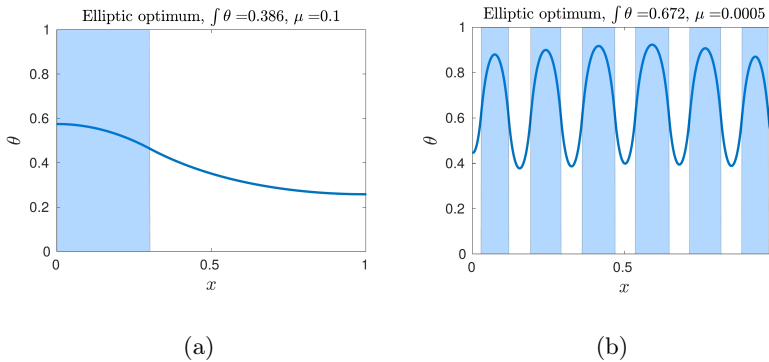 Elliptic optimum, ∫ θ =0.386, μ =0.1
1
0.8
0.6
0.4
0.2
0
θ
0
0.5
1
x
(a)
Elliptic optimum, ∫ θ =0.672, μ =0.0005
1
0.8
0.6
0.4
0.2
0
θ
0
0.5
x
(b)